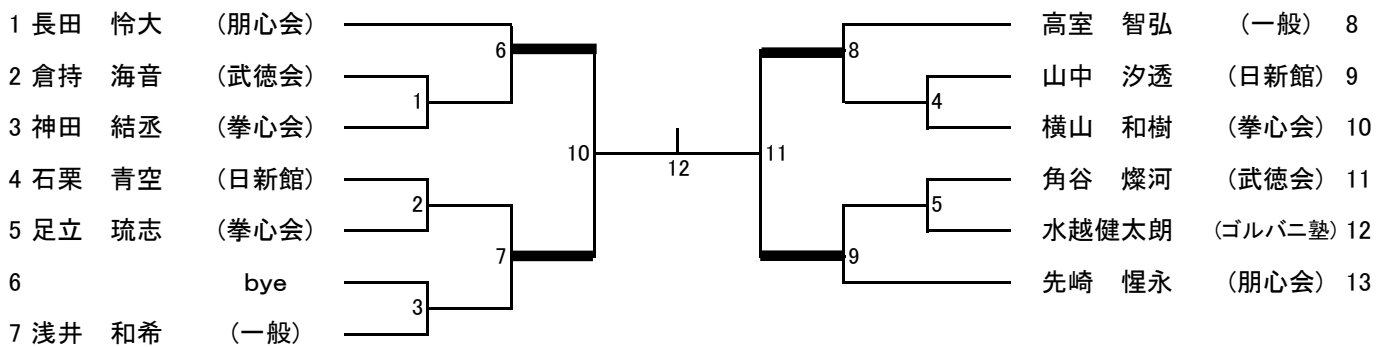 1 長田 怜大 (朋心会)
2 倉持 海音 (武徳会)
3 神田 結丞 (拳心会)
4 石栗 青空 (日新館)
5 足立 琉志 (拳心会)
6 bye
7 浅井 和希 (一般)
6
1
2
7
3
10
12
11
8
4
5
9
高室 智弘 (一般) 8
山中 汐透 (日新館) 9
横山 和樹 (拳心会) 10
角谷 燦河 (武徳会) 11
水越健太朗 (ゴルバニ塾) 12
先崎 惺永 (朋心会) 13